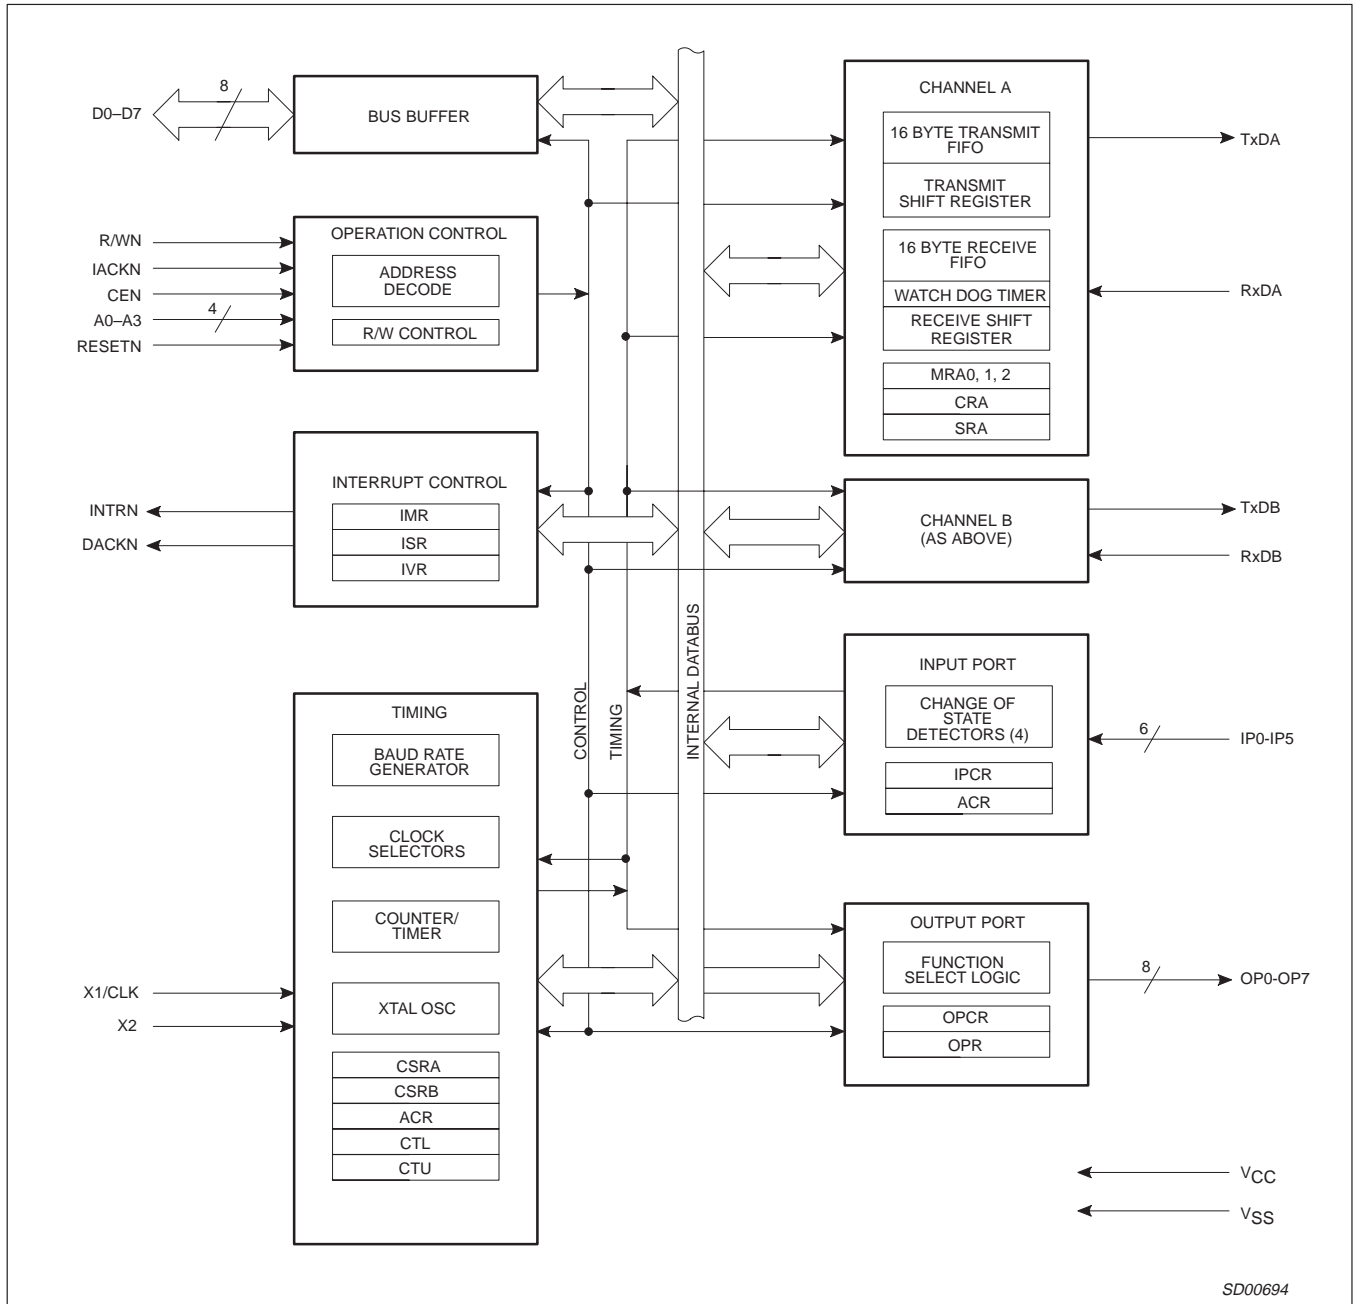 D0–D7
8
BUS BUFFER
R/WN
IACKN
CEN
A0–A3
4
RESETN
OPERATION CONTROL
ADDRESS
DECODE
R/W CONTROL
INTRN
DACKN
INTERRUPT CONTROL
IMR
ISR
IVR
TIMING
BAUD RATE
GENERATOR
CLOCK
SELECTORS
COUNTER/
TIMER
X1/CLK
X2
XTAL OSC
CSRA
CSRB
ACR
CTL
CTU
CONTROL
TIMING
INTERNAL DATABUS
CHANNEL A
16 BYTE TRANSMIT
FIFO
TRANSMIT
SHIFT REGISTER
16 BYTE RECEIVE
FIFO
WATCH DOG TIMER
RECEIVE SHIFT
REGISTER
MRA0, 1, 2
CRA
SRA
TxDA
RxDA
CHANNEL B
(AS ABOVE)
TxDB
RxDB
INPUT PORT
CHANGE OF
STATE
DETECTORS (4)
IPCR
ACR
6
IP0-IP5
OUTPUT PORT
FUNCTION
SELECT LOGIC
OPCR
OPR
8
OP0-OP7
VCC
VSS
SD00694